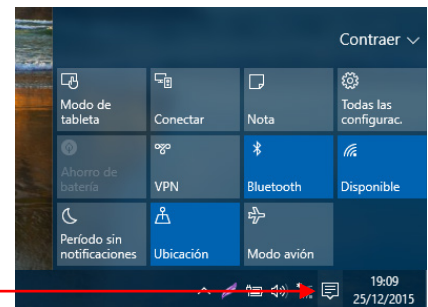 Contraer
Modo de
tableta
Conectar
Nota
Todas las
configurac.
Ahorro de
batería
VPN
Bluetooth
Disponible
Período sin
notificaciones
Ubicación
Modo avión
19:09
25/12/2015